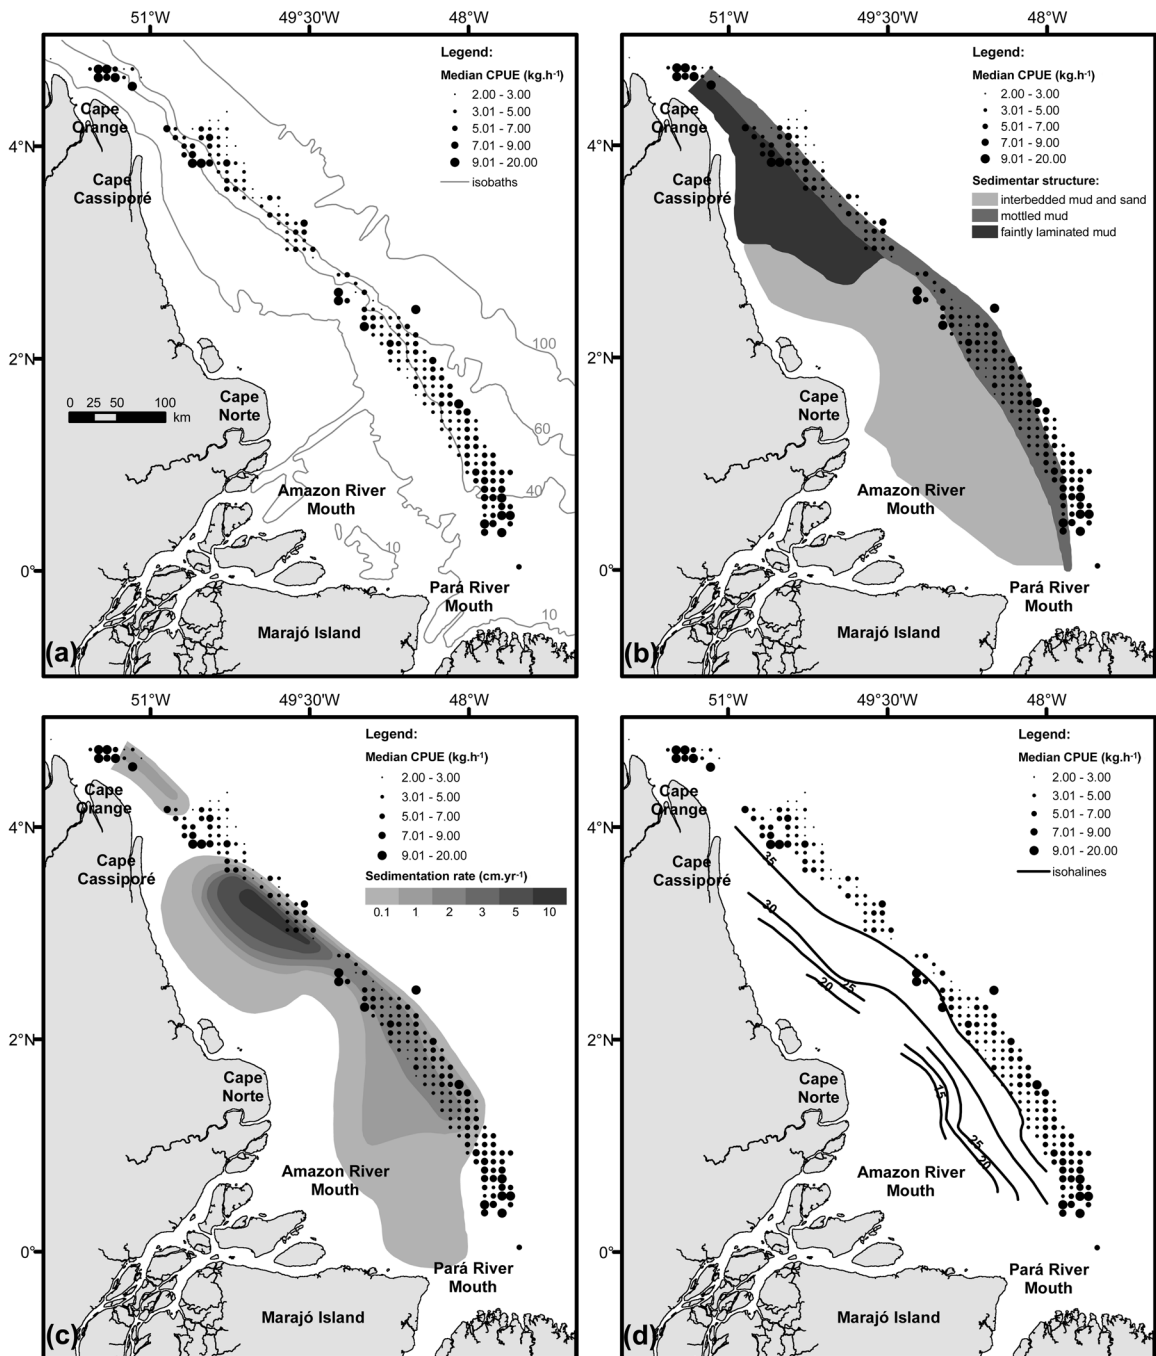 51°W 49°30'W 48°W
4°N
2°N
0°
Legend:
Median CPUE (kg.h-1)
2.00 - 3.00
3.01 - 5.00
5.01 - 7.00
7.01 - 9.00
9.01 - 20.00
isobaths
Cape
Orange
Cape
Cassiporé
100
60
40
10
10
0 25 50 100
km
Cape
Norte
Amazon River
Mouth
Pará River
Mouth
Marajó Island
(a)
51°W 49°30'W 48°W
4°N
2°N
0°
Legend:
Median CPUE (kg.h-1)
2.00 - 3.00
3.01 - 5.00
5.01 - 7.00
7.01 - 9.00
9.01 - 20.00
Sedimentar structure:
interbedded mud and sand
mottled mud
faintly laminated mud
Cape
Orange
Cape
Cassiporé
Cape
Norte
Amazon River
Mouth
Pará River
Mouth
Marajó Island
(b)
51°W 49°30'W 48°W
4°N
2°N
0°
Legend:
Median CPUE (kg.h-1)
2.00 - 3.00
3.01 - 5.00
5.01 - 7.00
7.01 - 9.00
9.01 - 20.00
Sedimentation rate (cm.yr-1)
0.1 1 2 3 5 10
Cape
Orange
Cape
Cassiporé
Cape
Norte
Amazon River
Mouth
Pará River
Mouth
Marajó Island
(c)
51°W 49°30'W 48°W
4°N
2°N
0°
Legend:
Median CPUE (kg.h-1)
2.00 - 3.00
3.01 - 5.00
5.01 - 7.00
7.01 - 9.00
9.01 - 20.00
isohalines
Cape
Orange
Cape
Cassiporé
35
30
25
20
15
25
20
Cape
Norte
Amazon River
Mouth
Pará River
Mouth
Marajó Island
(d)